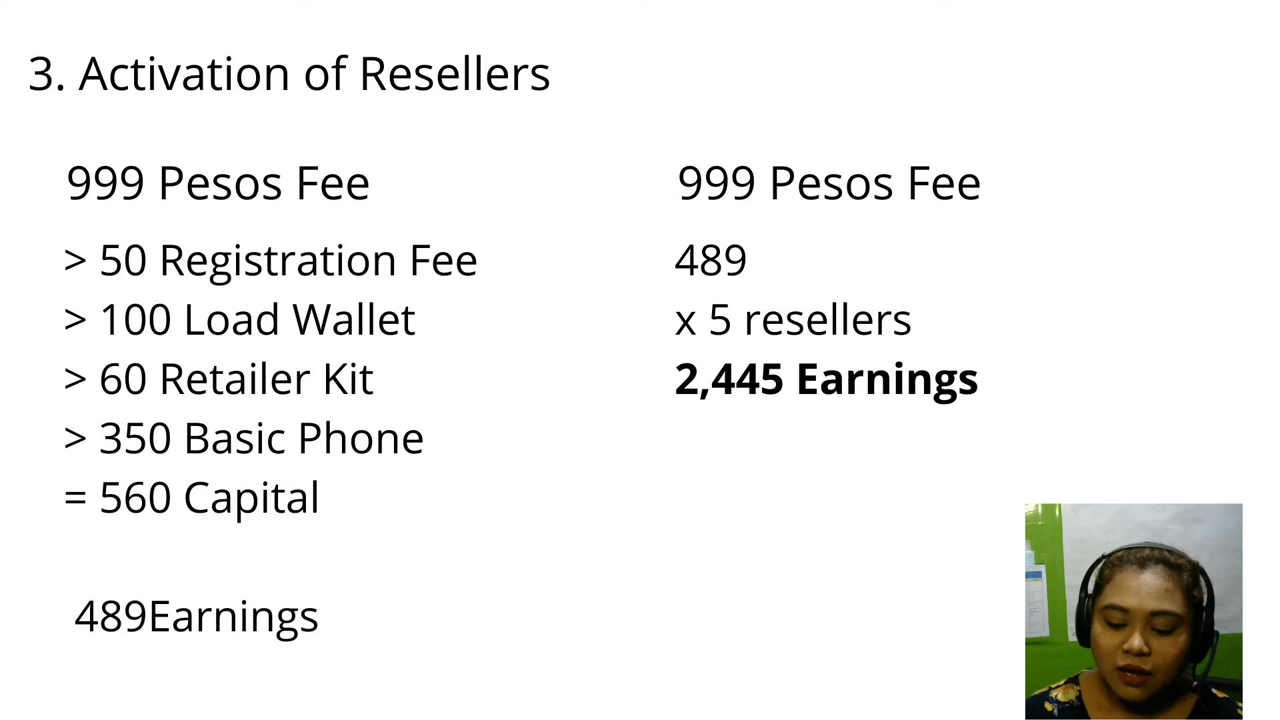 3. Activation of Resellers
999 Pesos Fee
> 50 Registration Fee
> 100 Load Wallet
> 60 Retailer Kit
> 350 Basic Phone
= 560 Capital
489Earnings
999 Pesos Fee
489
x 5 resellers
2,445 Earnings